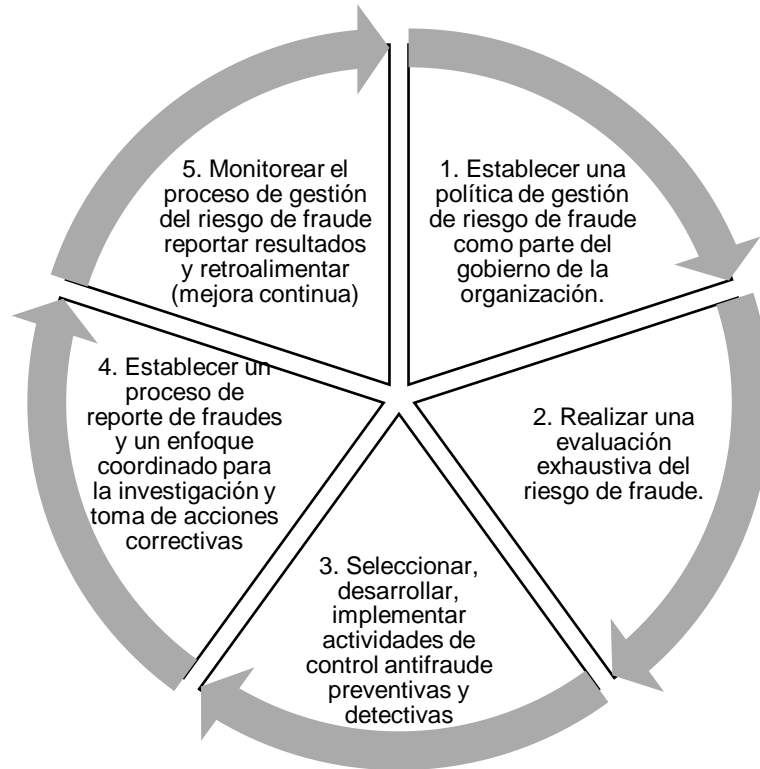 1. Establecer una
política de gestión
de riesgo de fraude
como parte del
gobierno de la
organización.
2. Realizar una
evaluación
exhaustiva del
riesgo de fraude.
3. Seleccionar,
desarrollar,
implementar
actividades de
control antifraude
preventivas y
detectivas
4. Establecer un
proceso de
reporte de fraudes
y un enfoque
coordinado para
la investigación y
toma de acciones
correctivas
5. Monitorear el
proceso de gestión
del riesgo de fraude
reportar resultados
y retroalimentar
(mejora continua)